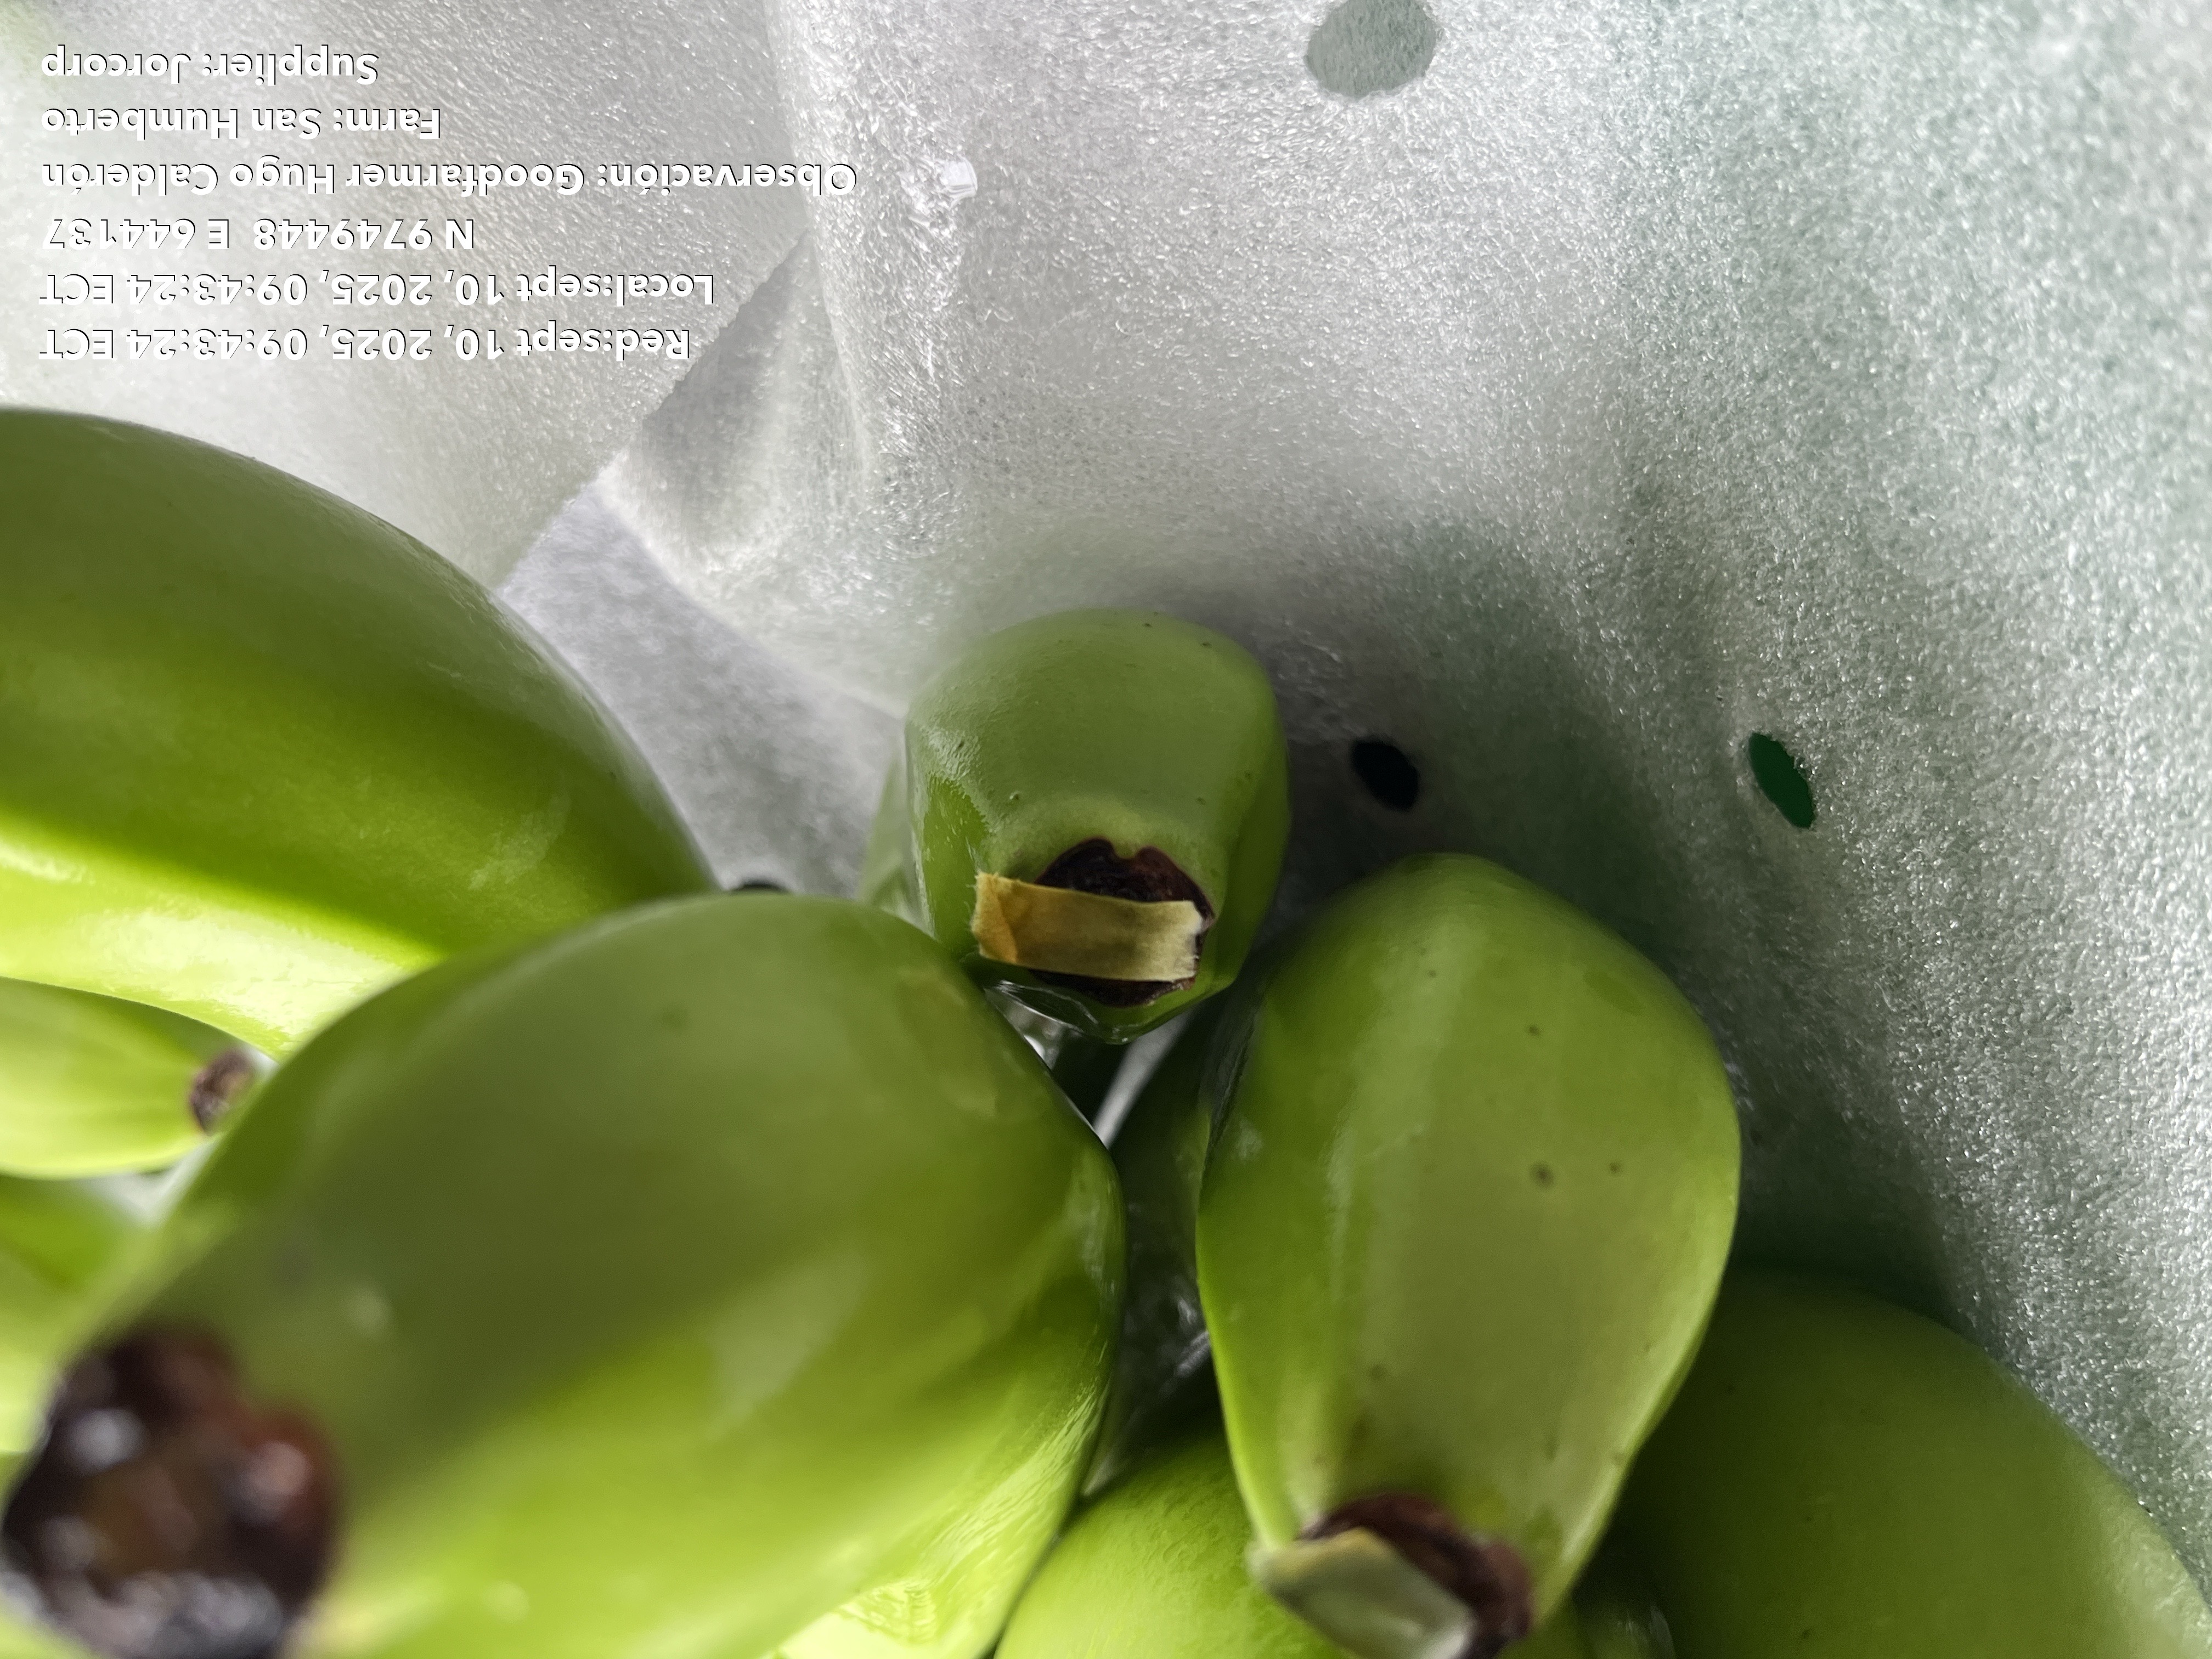 Red:sept 10, 2025, 09:43:24 ECT
Local:sept 10, 2025, 09:43:24 ECT
N 9749448 E 644137
Observación: Goodfarmer Hugo Calderón
Farm: San Humberto
Supplier: Jorcorp